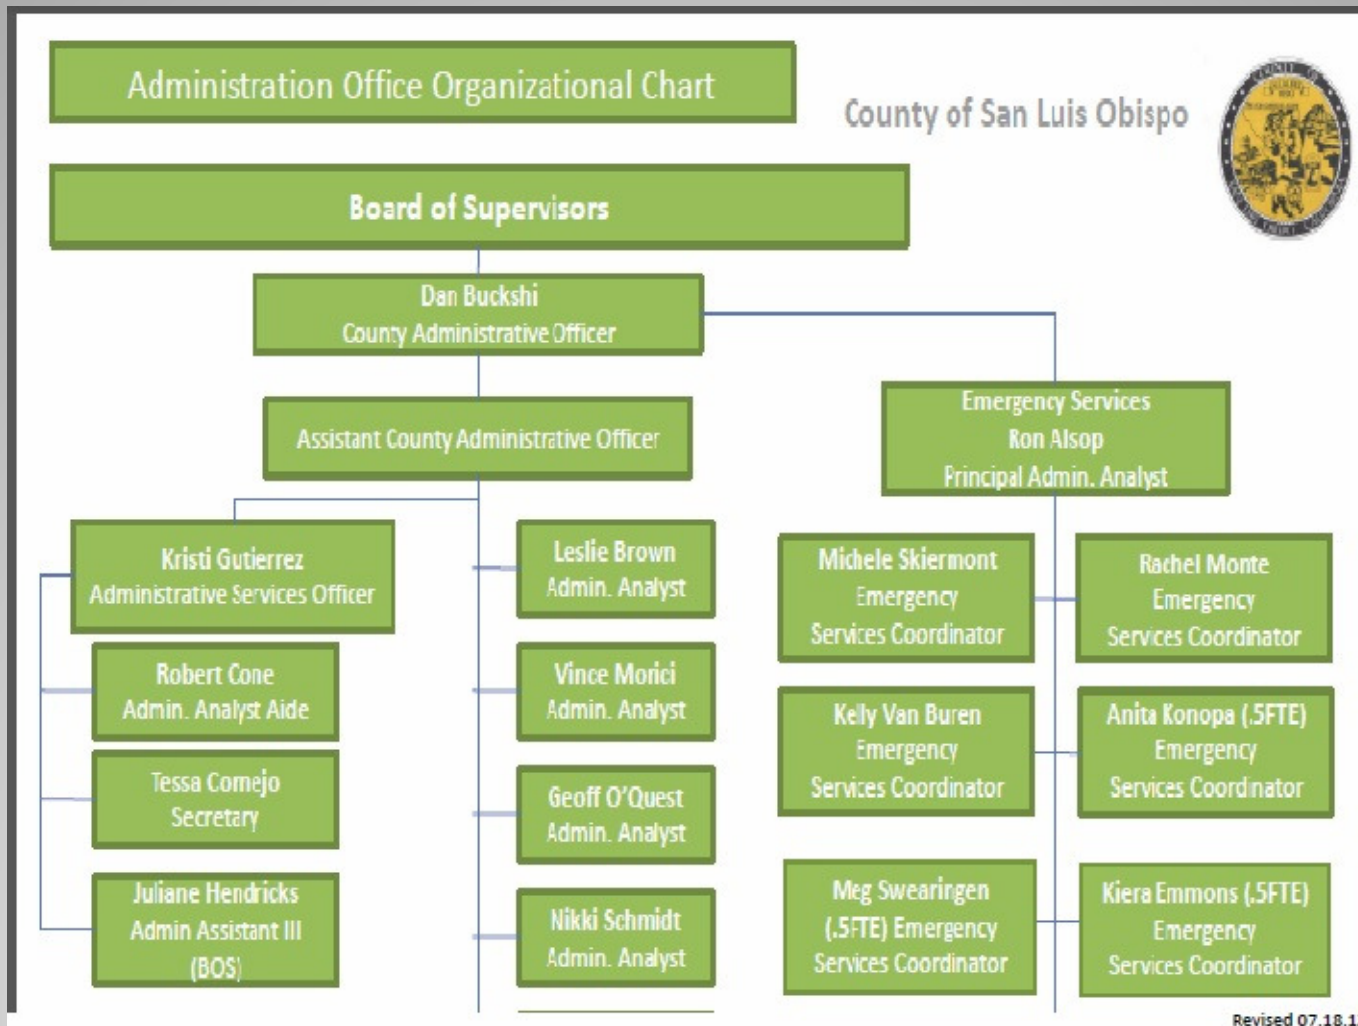 Administration Office Organizational Chart
County of San Luis Obispo
Board of Supervisors
Dan Buckshi
County Administrative Officer
Assistant County Administrative Officer
Emergency Services
Ron Alsop
Principal Admin. Analyst
Kristi Gutierrez
Administrative Services Officer
Robert Cone
Admin. Analyst Aide
Tessa Cornejo
Secretary
Juliane Hendricks
Admin Assistant III
(BOS)
Leslie Brown
Admin. Analyst
Vince Morici
Admin. Analyst
Geoff O'Quest
Admin. Analyst
Nikki Schmidt
Admin. Analyst
Michele Skiermont
Emergency
Services Coordinator
Rachel Monte
Emergency
Services Coordinator
Kelly Van Buren
Emergency
Services Coordinator
Anita Konopa (.5FTE)
Emergency
Services Coordinator
Meg Swearingen
(.5FTE) Emergency
Services Coordinator
Kiera Emmons (.5FTE)
Emergency
Services Coordinator
Revised 07.18.1